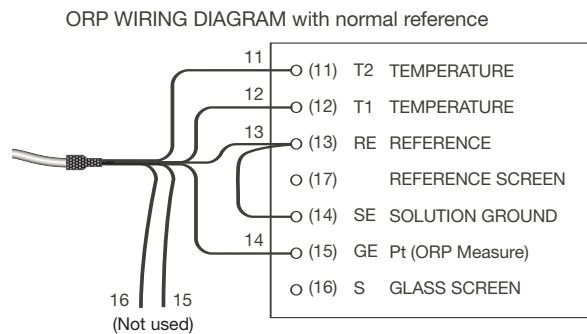 ORP WIRING DIAGRAM with normal reference
11 (11) T2 TEMPERATURE
12 (12) T1 TEMPERATURE
13 (13) RE REFERENCE
(17) REFERENCE SCREEN
(14) SE SOLUTION GROUND
14 (15) GE Pt (ORP Measure)
(16) S GLASS SCREEN
16 15
(Not used)